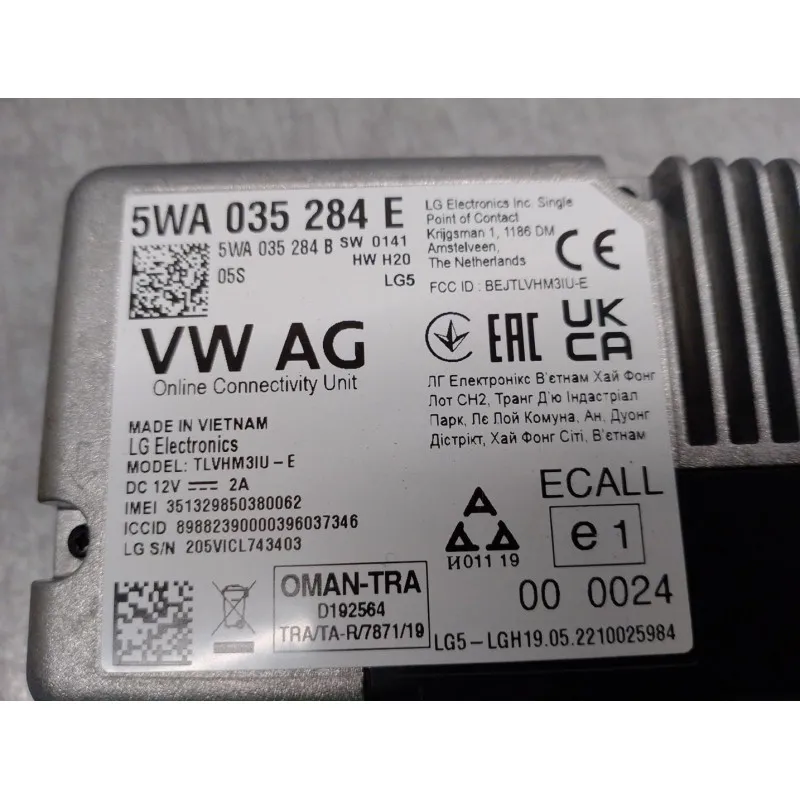 5WA 035 284 E
5WA 035 284 B SW 0141
HW H20
05S
LG5
LG Electronics Inc. Single
Point of Contact
Krijgsman 1, 1186 DM
Amstelveen,
The Netherlands
CE
FCC ID : BEJTLVHM3IU-E
VW AG
Online Connectivity Unit
EAC
UK
CA
ЛГ Електронікс В'єтнам Хай Фонг
Лот CH2, Транг Д'ю Індастріал
Парк, Лє Лой Комуна, Ан, Дуонг
Дістрікт, Хай Фонг Сіті, В'єтнам
MADE IN VIETNAM
LG Electronics
MODEL: TLVHM3IU-E
DC 12V 2A
IMEI 351329850380062
ICCID 89882390000396037346
LG S/N 205VICL743403
И011 19
ECALL
e1
00 0024
OMAN-TRA
D192564
TRA/TA-R/7871/19
LG5-LGH19.05.2210025984